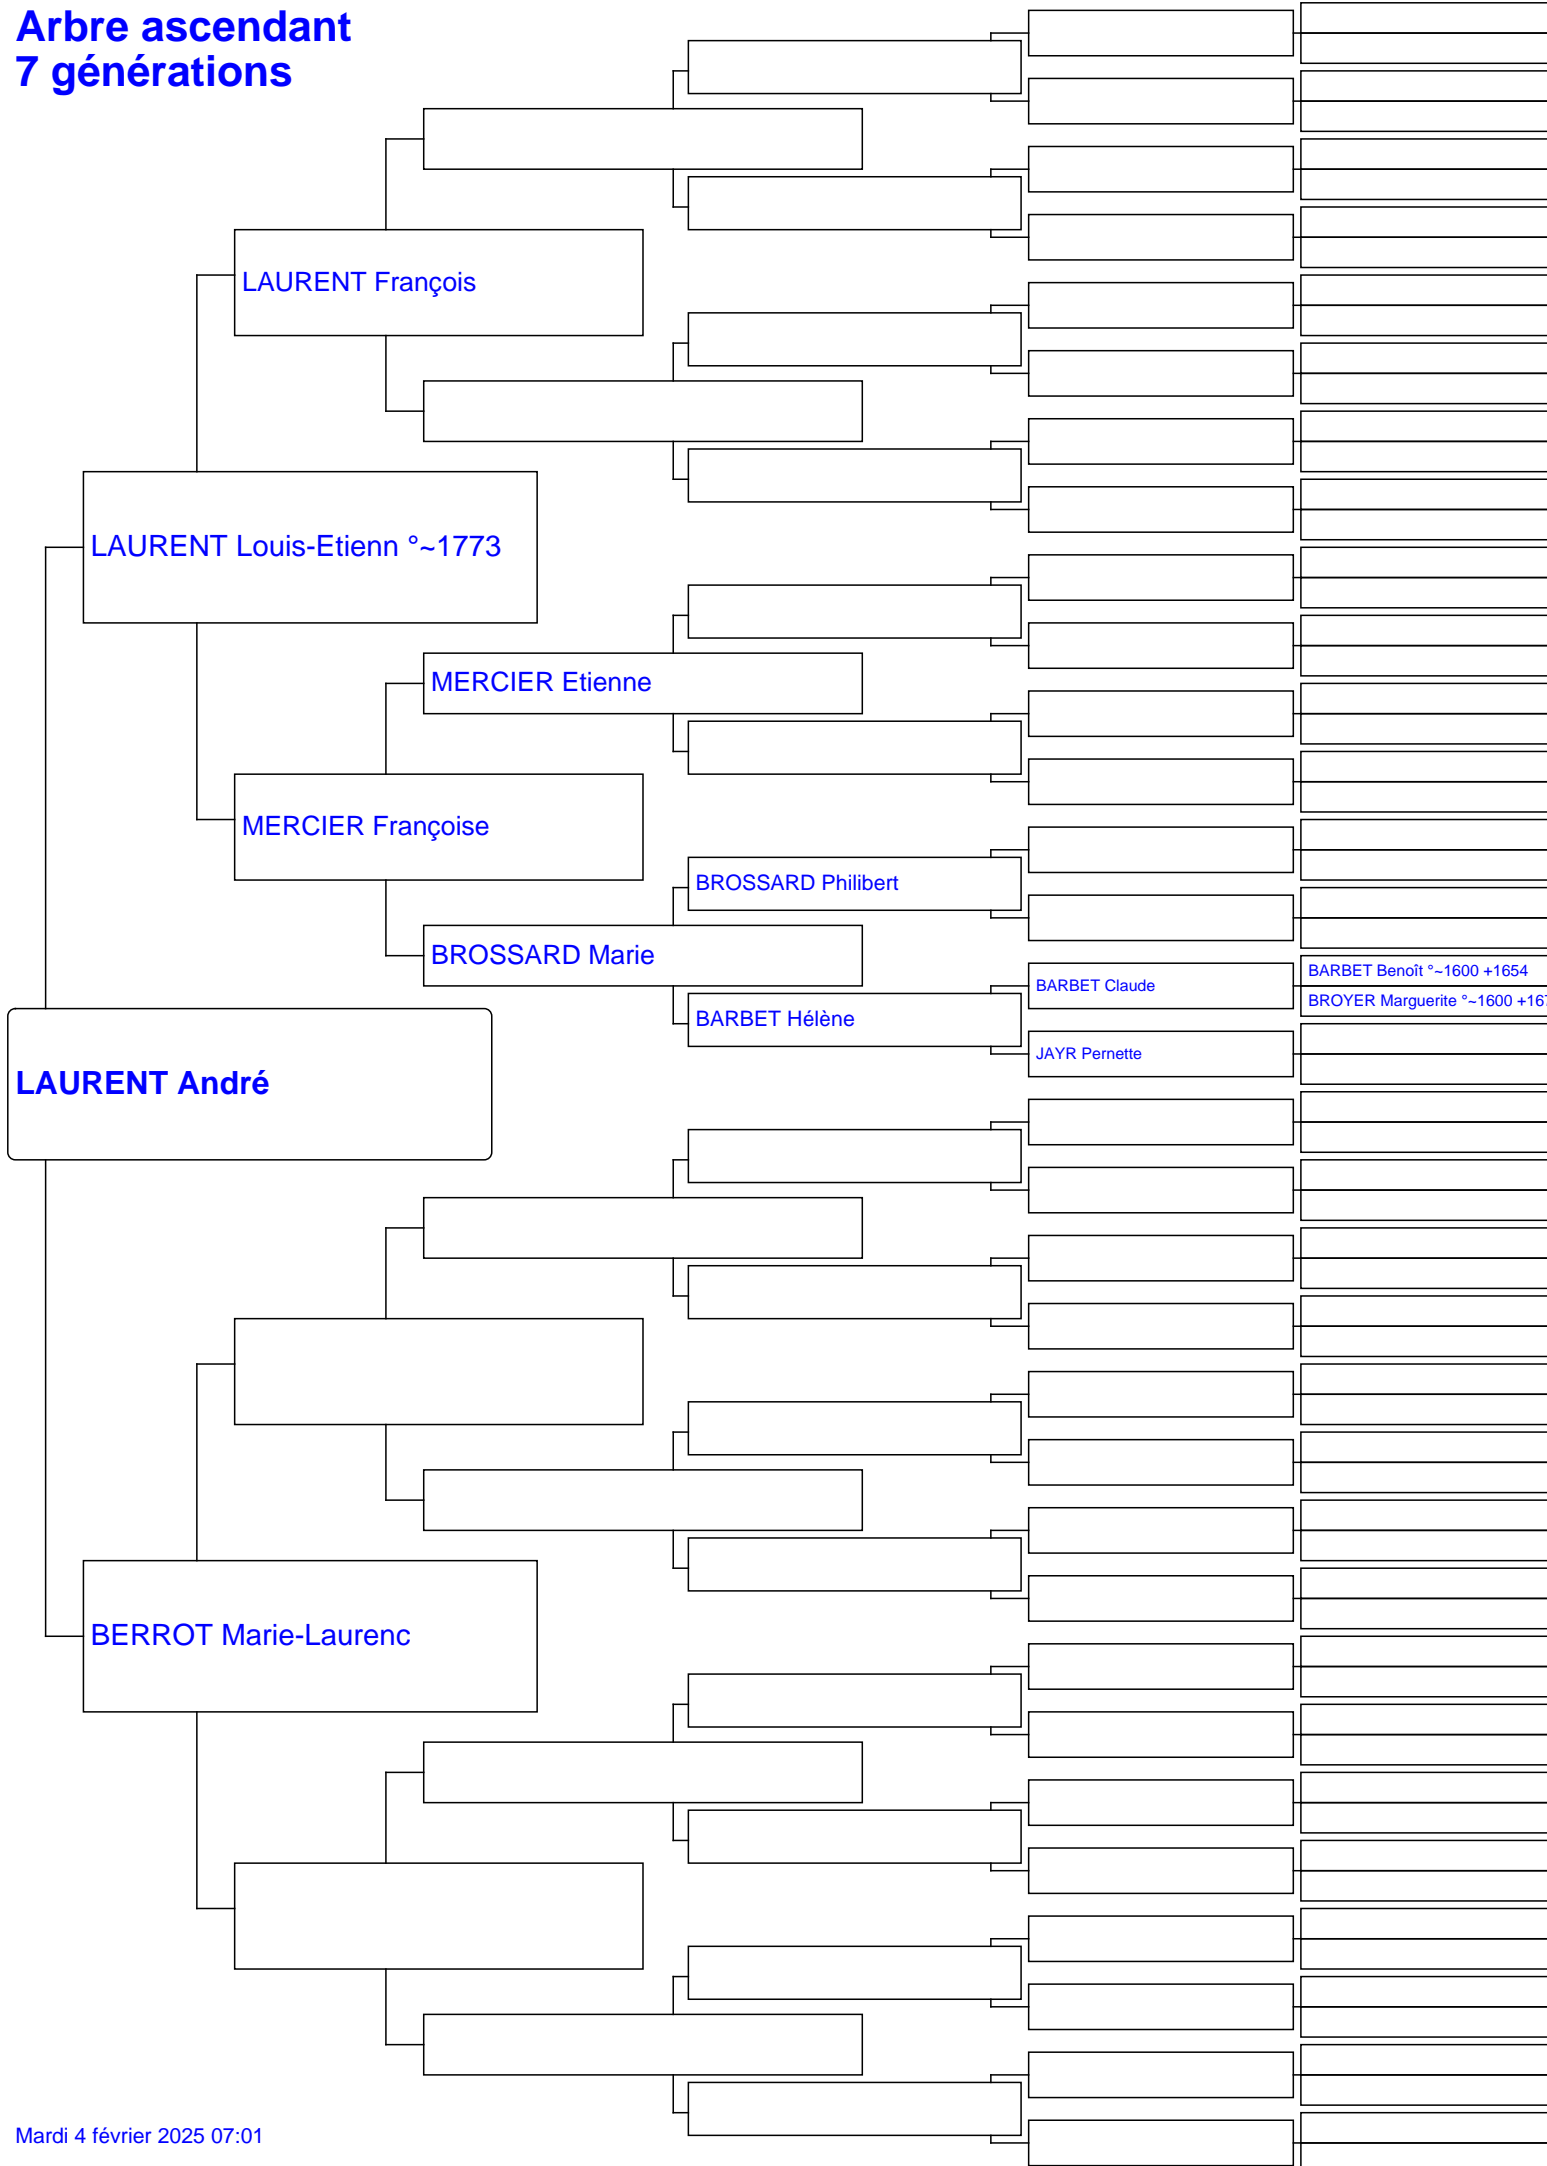 Arbre ascendant
7 générations
LAURENT François
LAURENT Louis-Etienn °~1773
MERCIER Etienne
MERCIER Françoise
BROSSARD Philibert
BROSSARD Marie
BARBET Benoît °~1600 +1654
BARBET Claude
BROYER Marguerite °~1600
BARBET Hélène
JAYR Pernette
LAURENT André
BERROT Marie-Laurenc
Mardi 4 février 2025 07:01